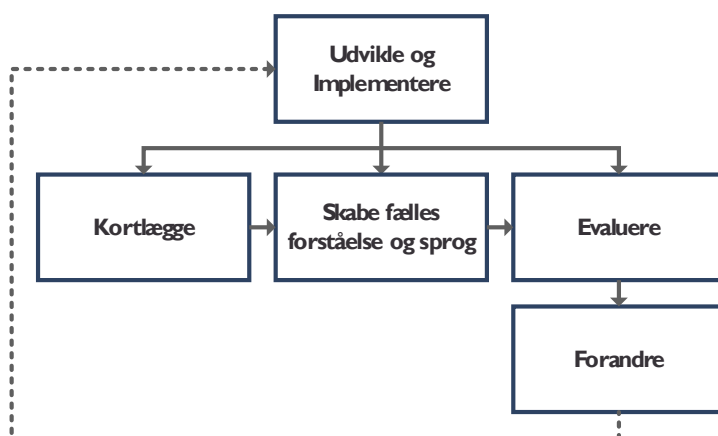 Udvikle og
Implementere
Kortlægge
Skabe fælles
forståelse og sprog
Evaluere
Forandre